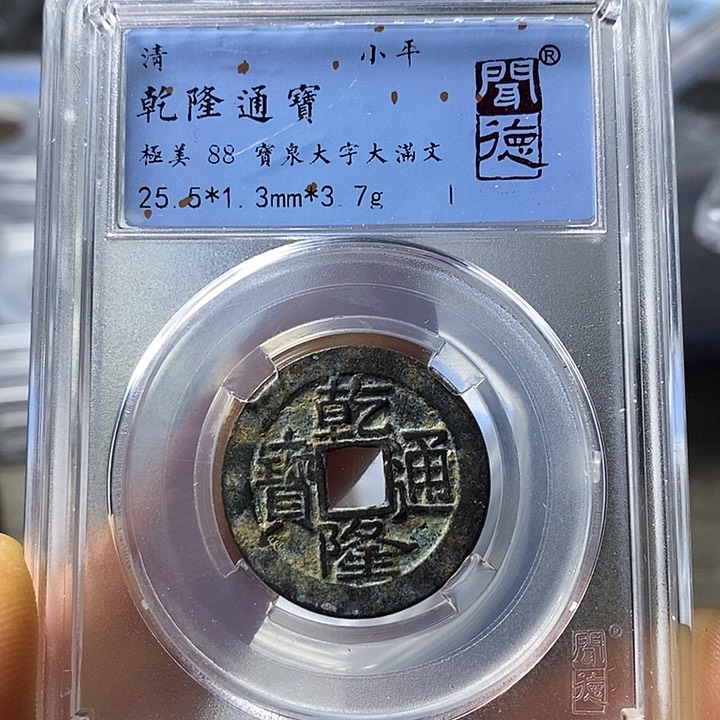 清 小平
乾隆通寶
極美 88 寶泉大字大滿文
25.5*1.3mm*3.7g
聞德®
乾隆通寶
聞德®